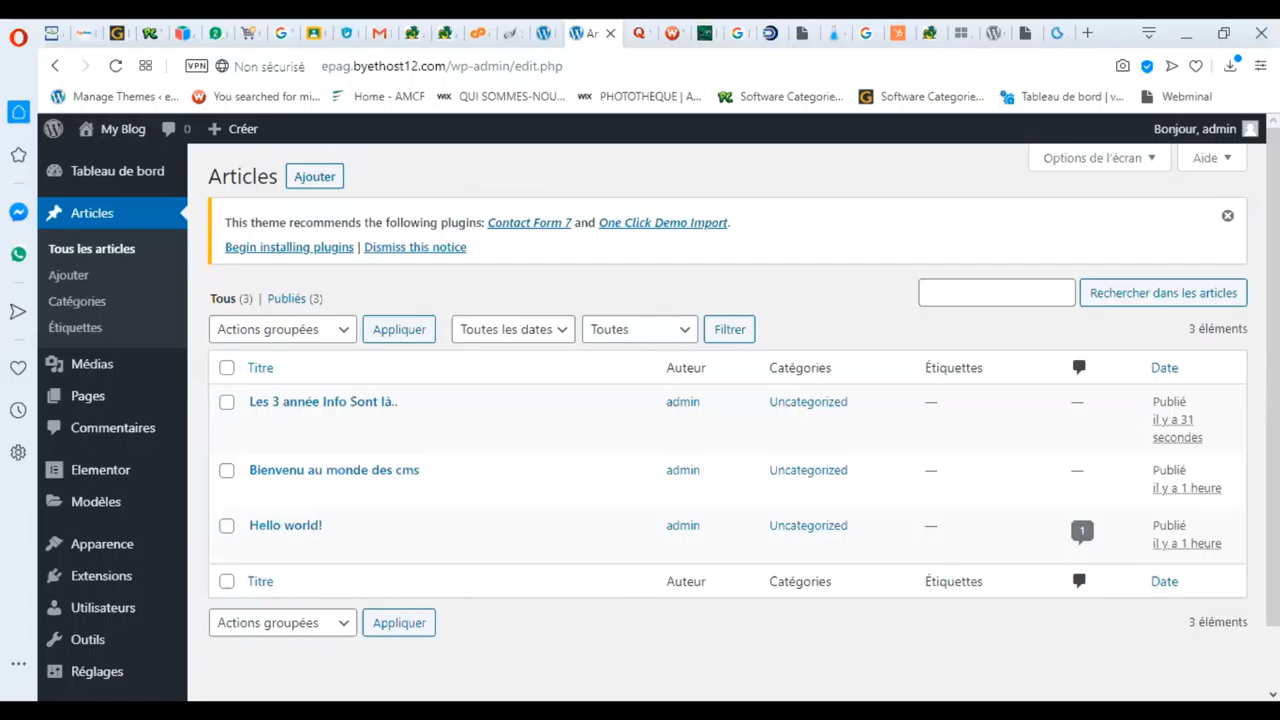 Ar
VPN Non sécurisé epag.byethost12.com/wp-admin/edit.php
Manage Themes ‹ e... You searched for mi... Home - AMCF WIX QUI SOMMES-NOU... WIX PHOTOTHEQUE | A... Software Categorie... Software Categorie... Tableau de bord | v... Webminal
My Blog 0 Créer Bonjour, admin
Tableau de bord
Articles
Tous les articles
Ajouter
Catégories
Étiquettes
Médias
Pages
Commentaires
Elementor
Modèles
Apparence
Extensions
Utilisateurs
Outils
Réglages
Options de l'écran Aide
Articles Ajouter
This theme recommends the following plugins: Contact Form 7 and One Click Demo Import.
Begin installing plugins | Dismiss this notice
Tous (3) | Publiés (3)
Rechercher dans les articles
Actions groupées Appliquer Toutes les dates Toutes Filtrer 3 éléments
Titre Auteur Catégories Étiquettes Date
Les 3 année Info Sont là.. admin Uncategorized — — Publié
il y a 31
secondes
Bienvenu au monde des cms admin Uncategorized — — Publié
il y a 1 heure
Hello world! admin Uncategorized — 1 Publié
il y a 1 heure
Titre Auteur Catégories Étiquettes Date
Actions groupées Appliquer 3 éléments